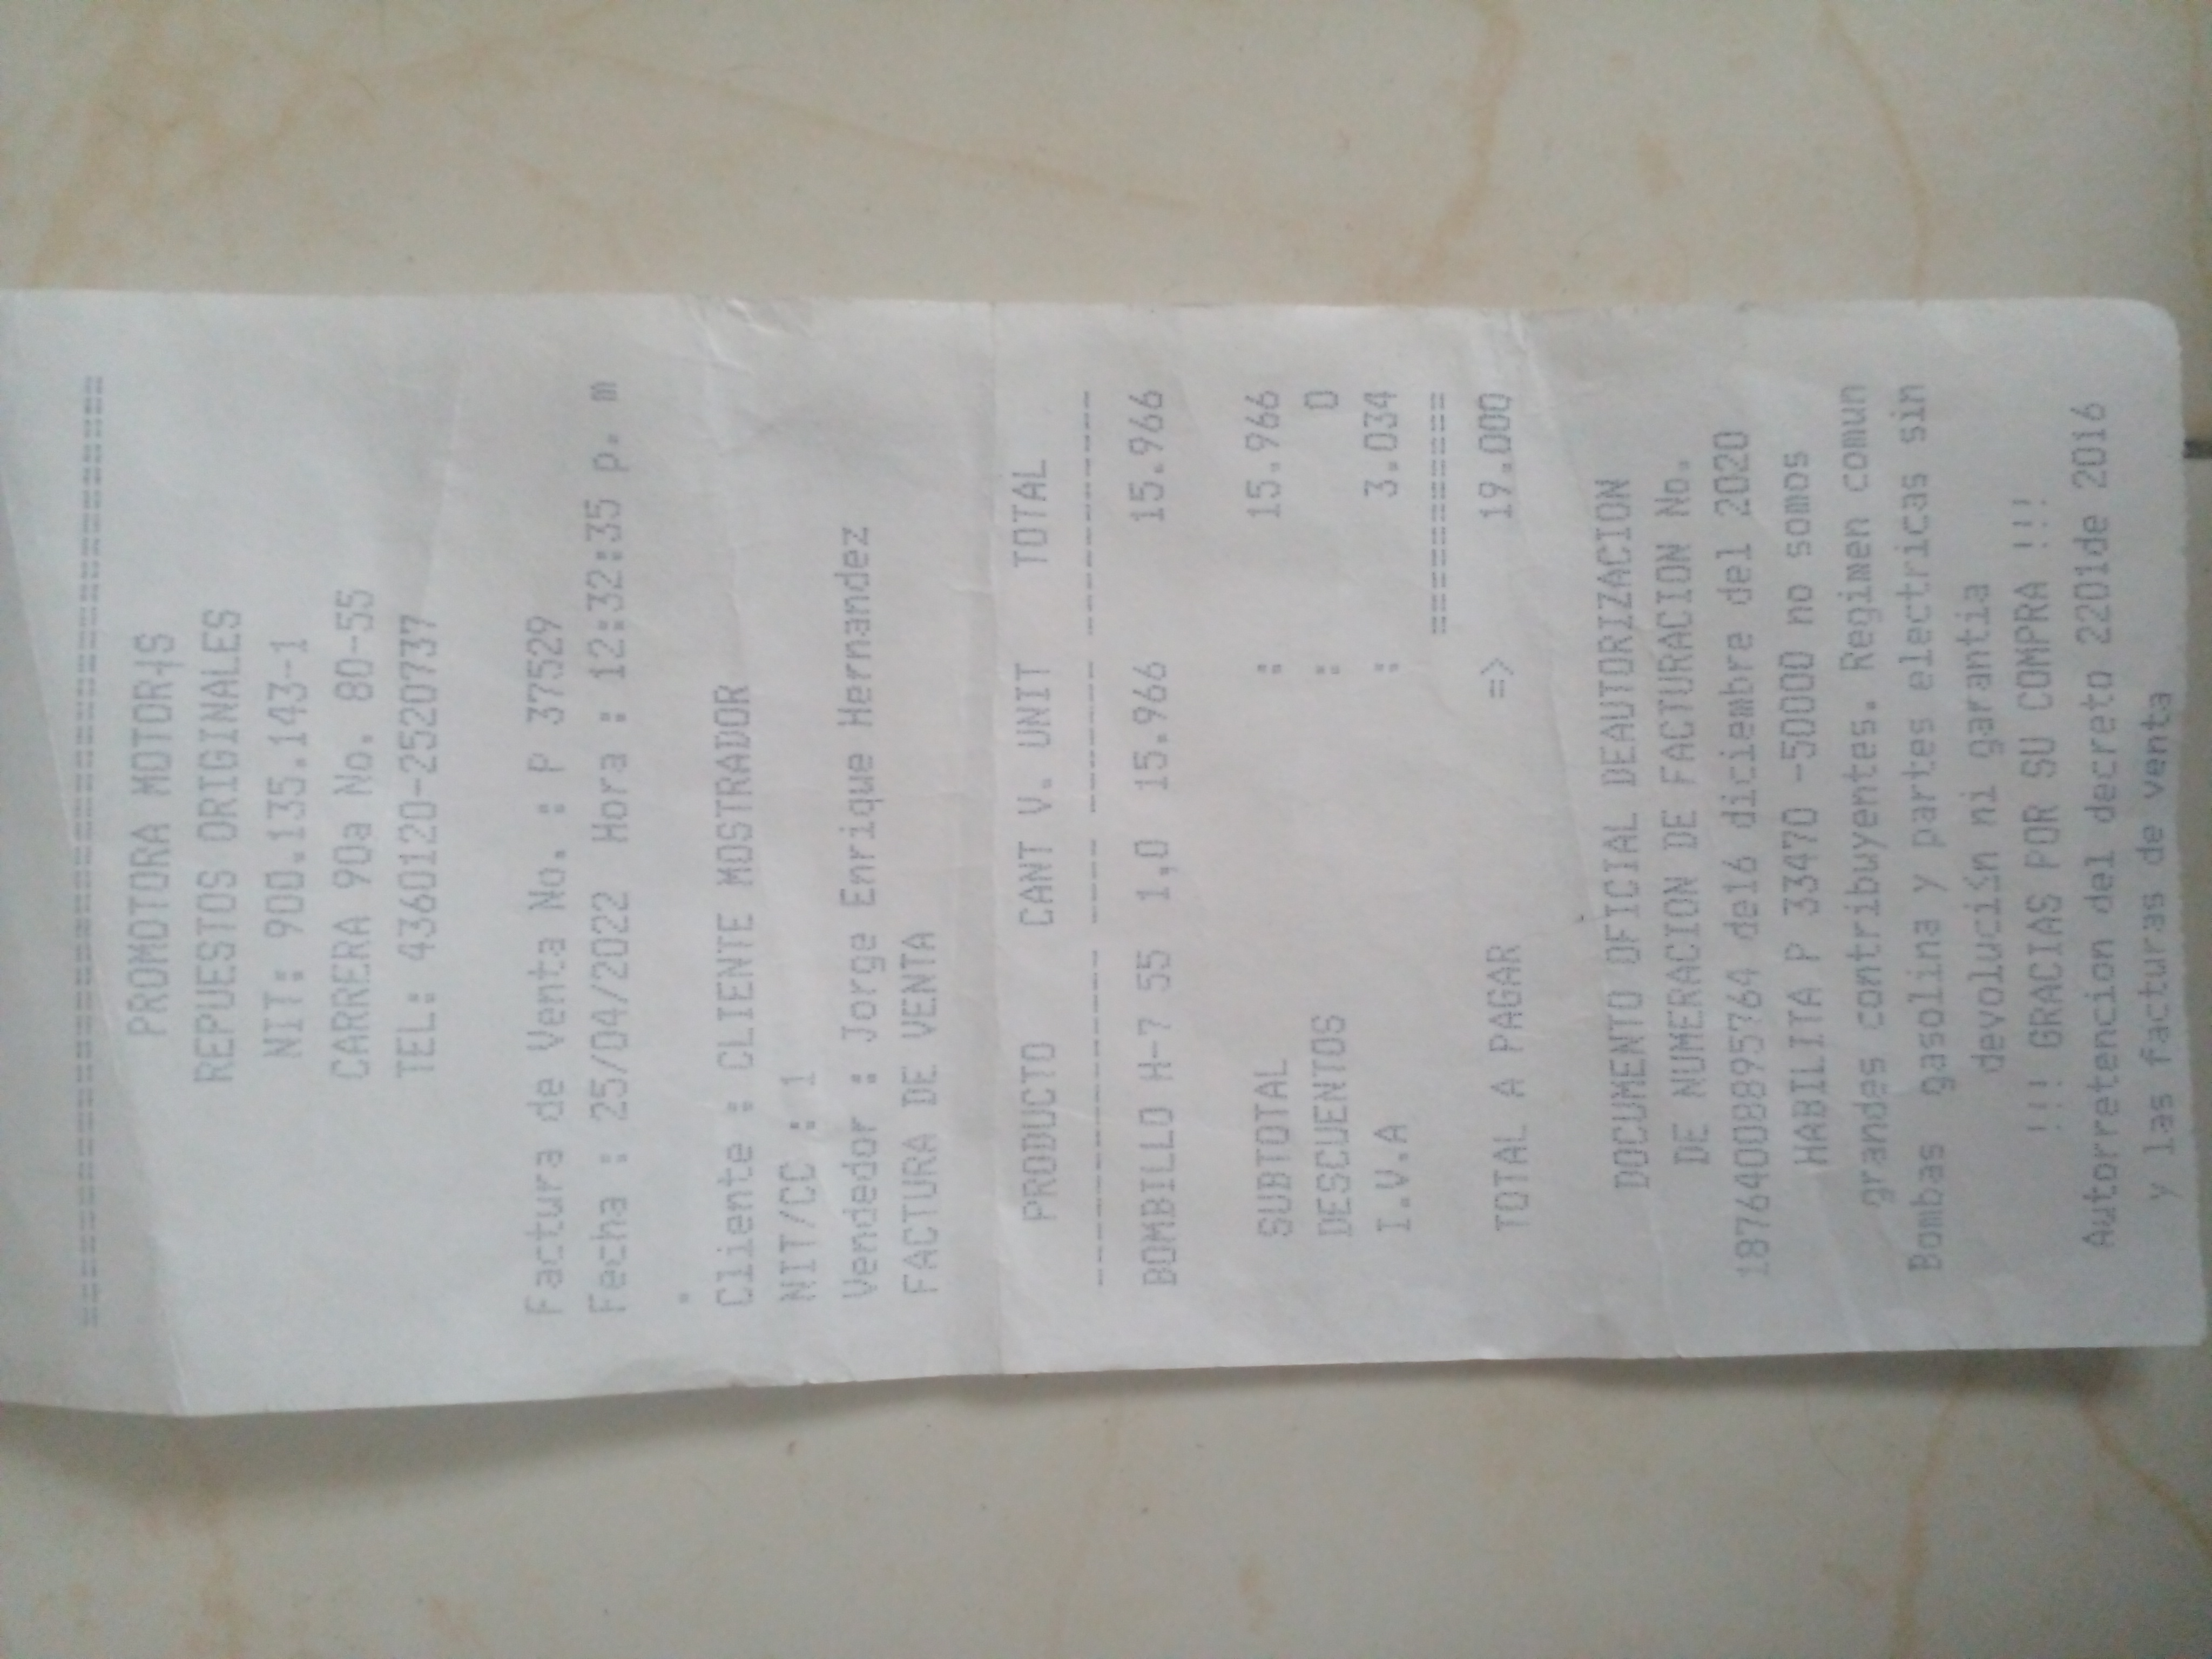 ==========================================
PROMOTORA MOTOR┤S
REPUESTOS ORIGINALES
NIT: 900.135.143-1
CARRERA 90a No. 80-55
TEL: 4360120-2520737
Factura de Venta No. : P 37529
Fecha : 25/04/2022 Hora : 12:32:35 p. m
.
Cliente : CLIENTE MOSTRADOR
NIT/CC : 1
Vendedor : Jorge Enrique Hernandez
FACTURA DE VENTA
PRODUCTO CANT V. UNIT TOTAL
--------------- ---- -------- -----------
BOMBILLO H-7 55 1,0 15.966 15.966
SUBTOTAL : 15.966
DESCUENTOS : 0
I.V.A : 3.034
===========
TOTAL A PAGAR => 19.000
DOCUMENTO OFICIAL DEAUTORIZACION
DE NUMERACION DE FACTURACION No.
18764008895764 de16 diciembre del 2020
HABILITA P 33470 -50000 no somos
grandes contribuyentes. Regimen comun
Bombas gasolina y partes electricas sin
devoluciSn ni garantia
!!! GRACIAS POR SU COMPRA !!!
Autorretencion del decreto 2201de 2016
y las facturas de venta